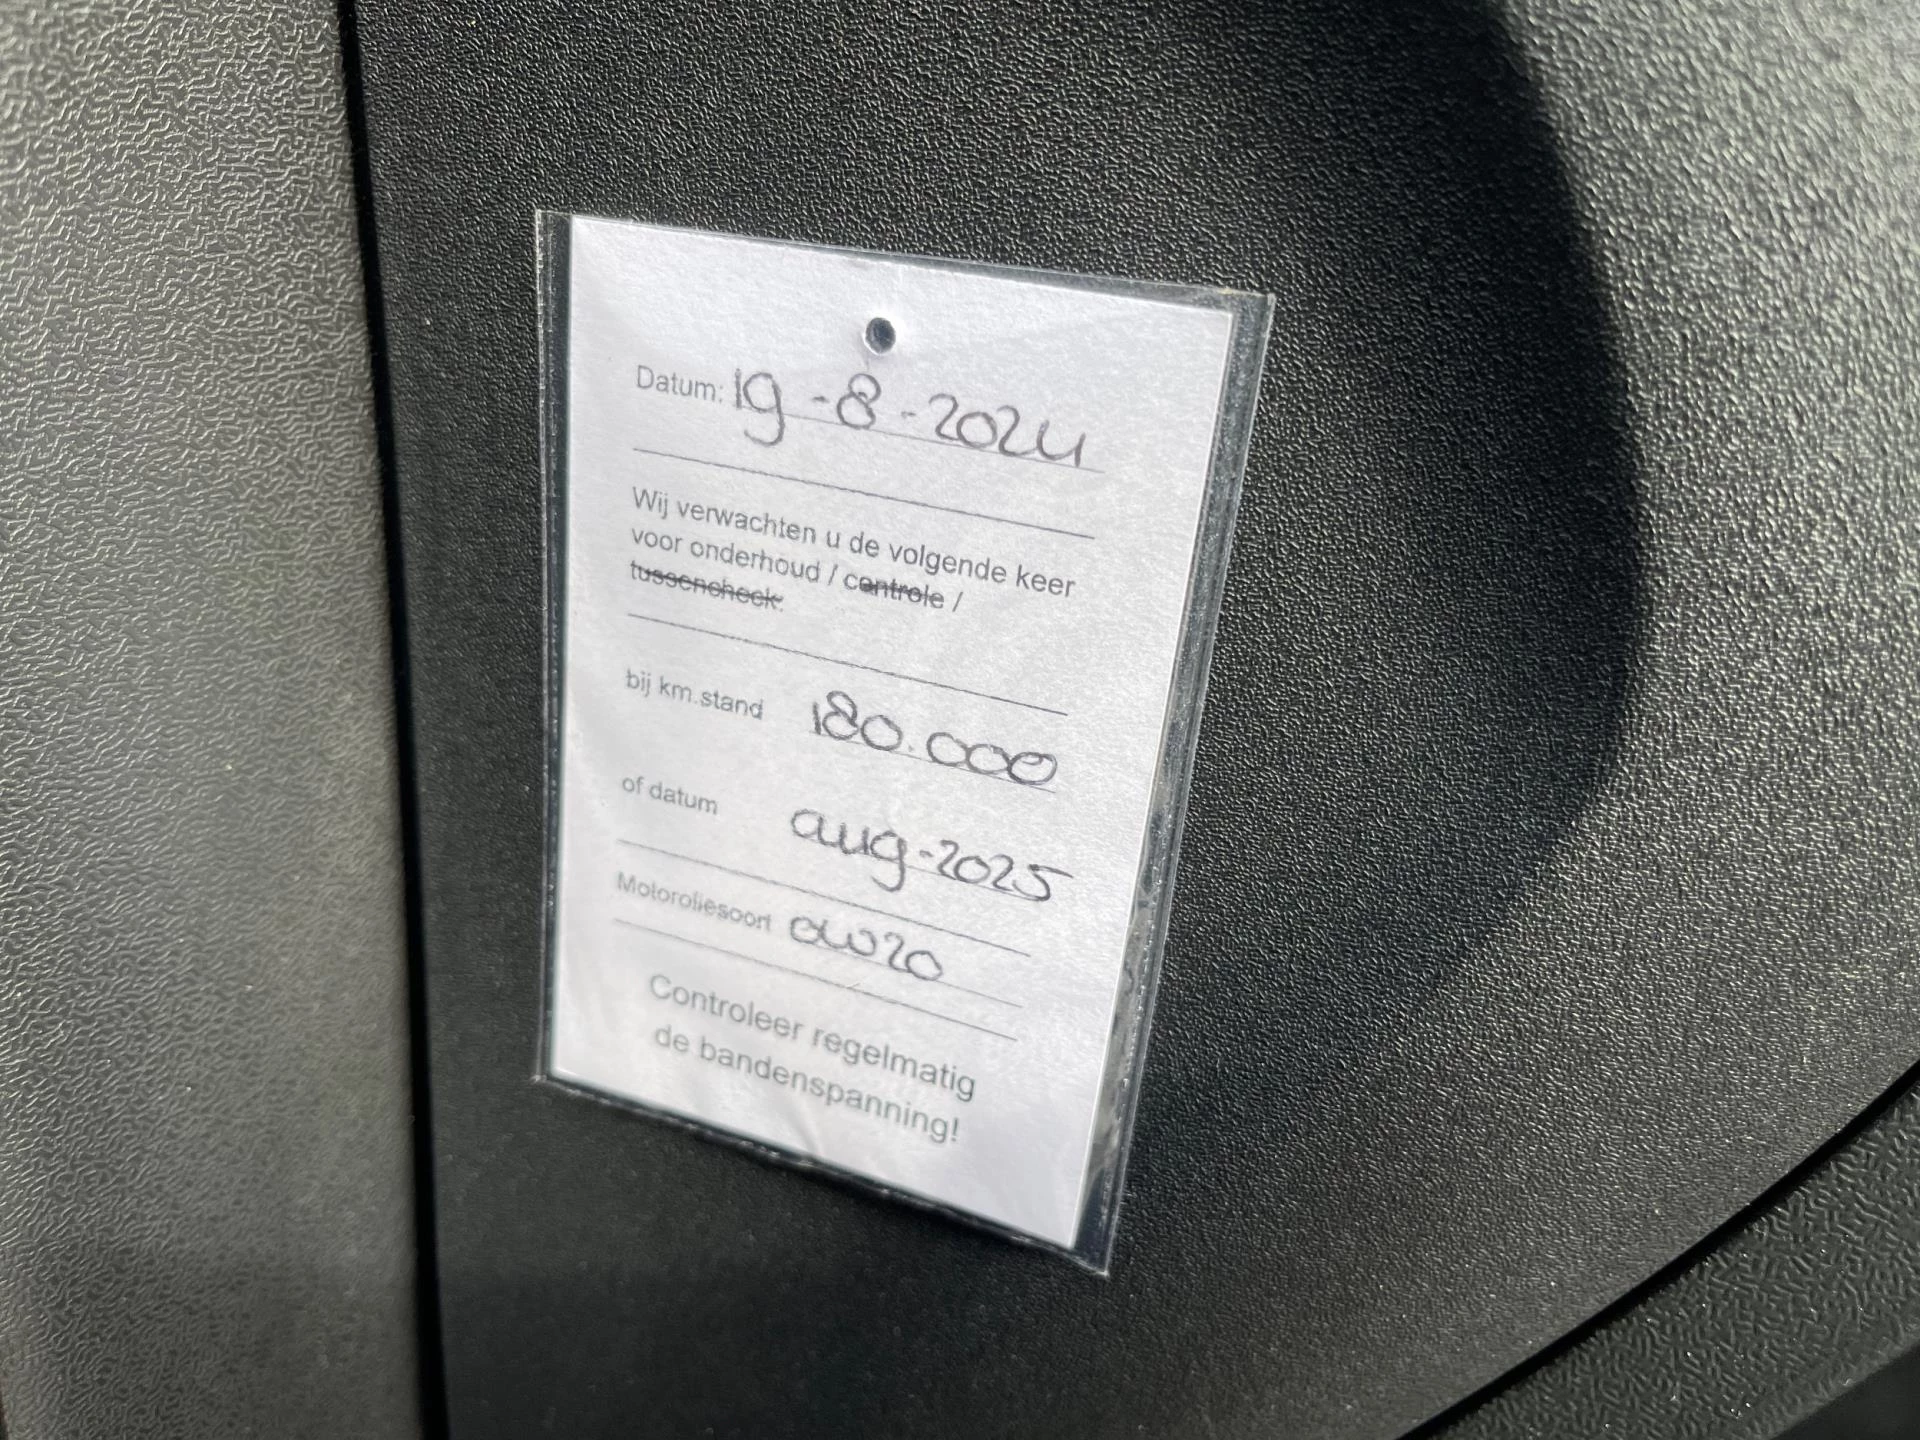 Datum: 19-8-2024
Wij verwachten u de volgende keer
voor onderhoud / controle /
tussencheck:
bij km.stand 180.000
of datum aug-2025
Motoroliesoort 0W20
Controleer regelmatig
de bandenspanning!